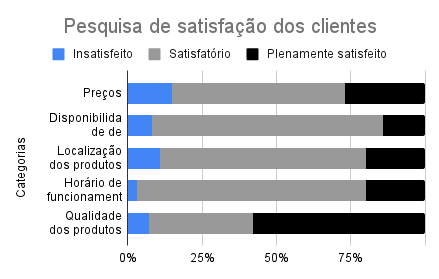 Pesquisa de satisfação dos clientes
Insatisfeito Satisfatório Plenamente satisfeito
Categorias
Preços
Disponibilida
de de
Localização
dos produtos
Horário de
funcionament
Qualidade
dos produtos
0% 25% 50% 75%